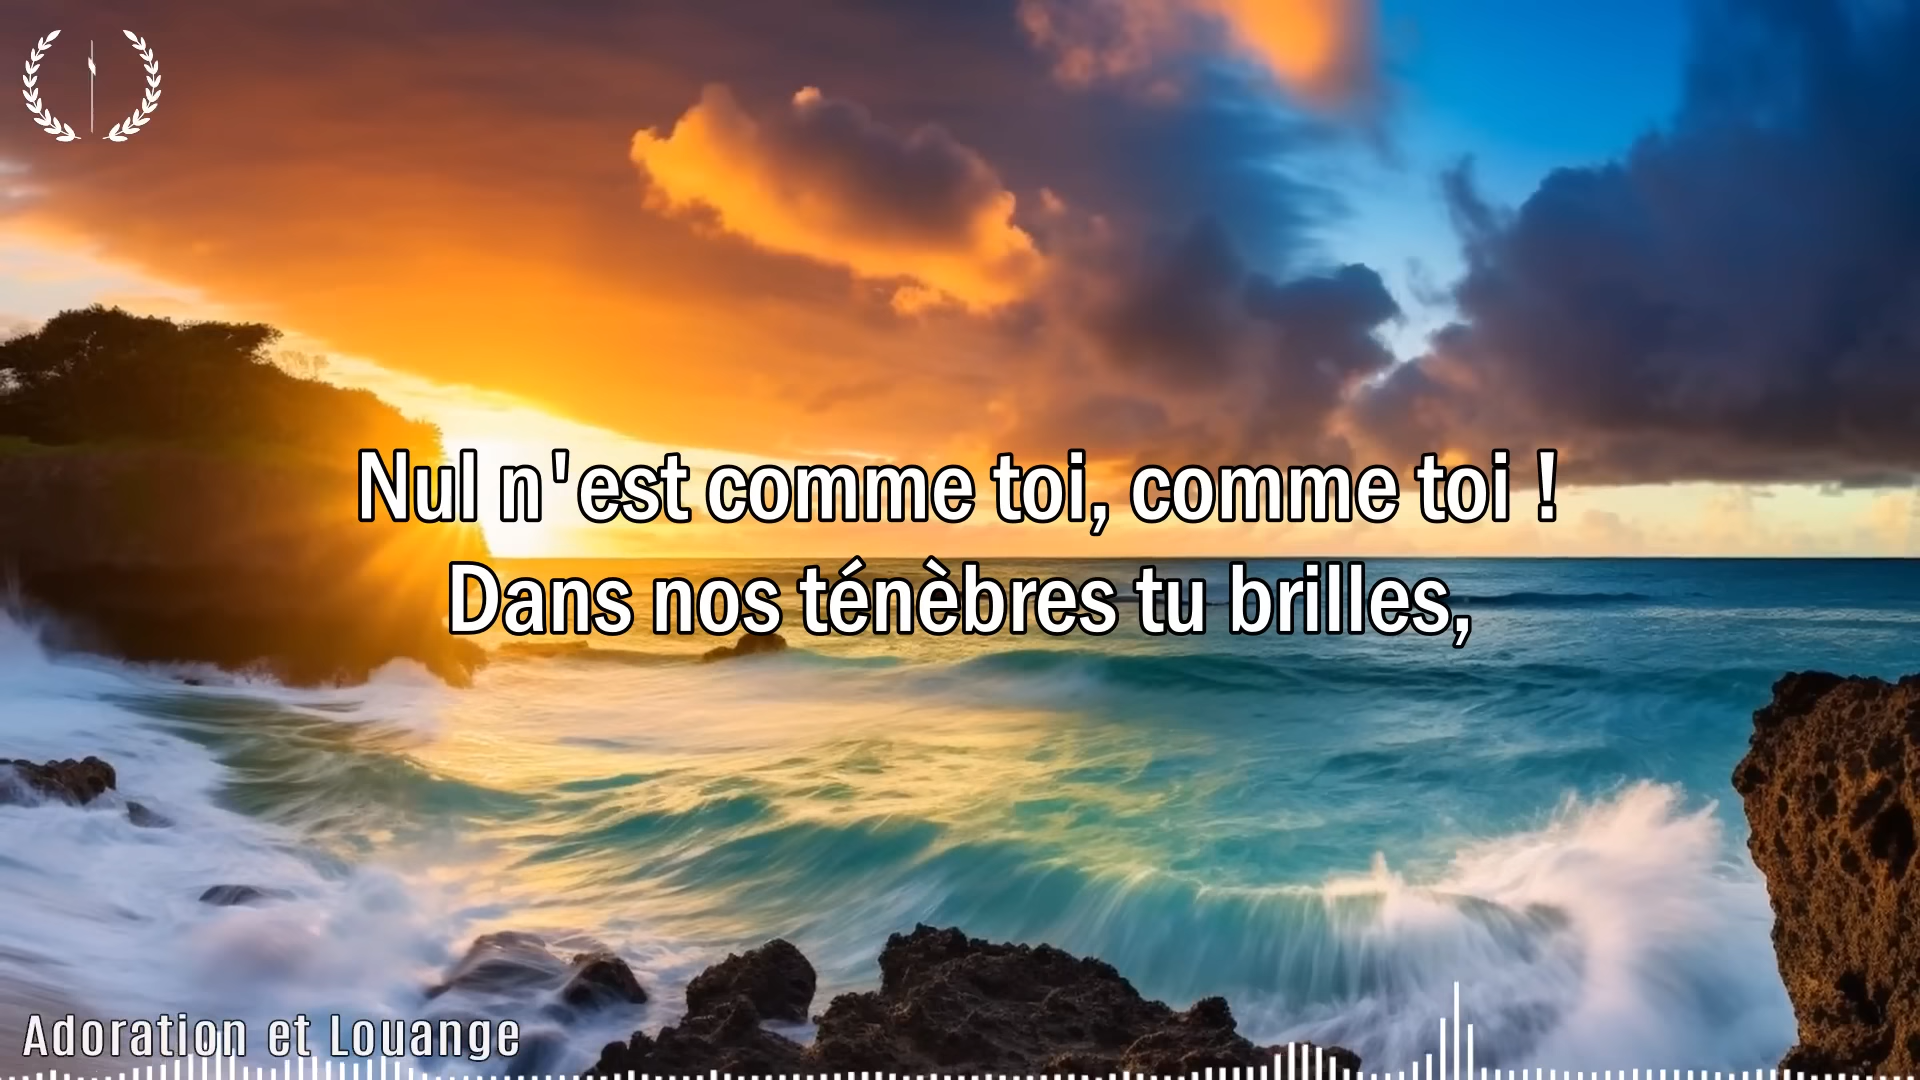 Nul n'est comme toi, comme toi !
Dans nos ténèbres tu brilles,
Adoration et Louange